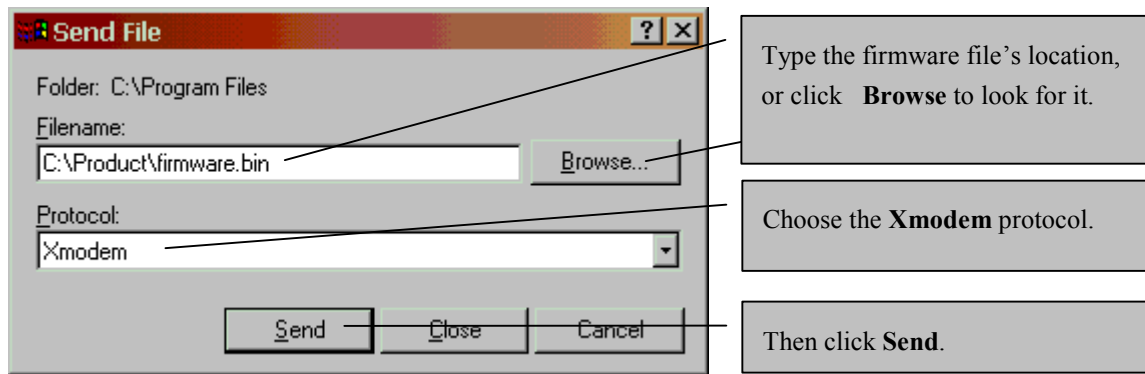 Send File
Folder: C:\Program Files
Filename:
C:\Product\firmware.bin
Browse...
Protocol:
Xmodem
Send
Close
Cancel
Type the firmware file’s location,
or click Browse to look for it.
Choose the Xmodem protocol.
Then click Send.